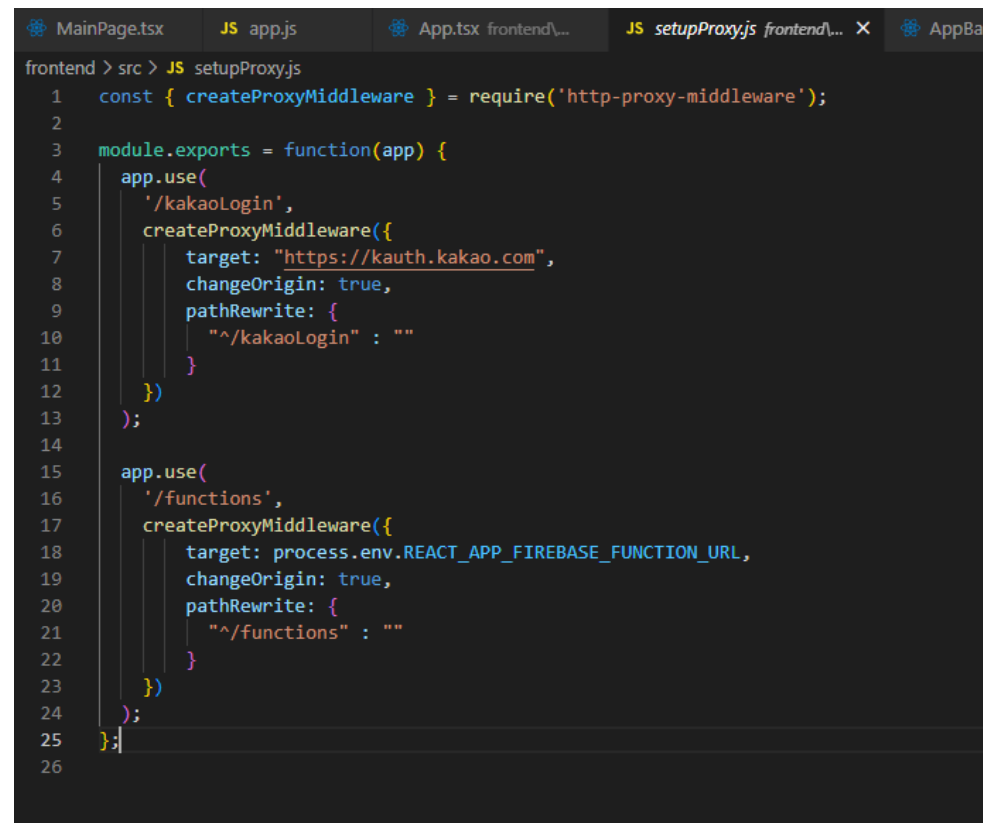 MainPage.tsx JS app.js App.tsx frontend\... JS setupProxy.js frontend\... AppBa
frontend > src > JS setupProxy.js
1 const { createProxyMiddleware } = require('http-proxy-middleware');
2
3 module.exports = function(app) {
4   app.use(
5     '/kakaoLogin',
6     createProxyMiddleware({
7         target: "https://kauth.kakao.com",
8         changeOrigin: true,
9         pathRewrite: {
10           "^/kakaoLogin" : ""
11         }
12     })
13   );
14
15   app.use(
16     '/functions',
17     createProxyMiddleware({
18         target: process.env.REACT_APP_FIREBASE_FUNCTION_URL,
19         changeOrigin: true,
20         pathRewrite: {
21           "^/functions" : ""
22         }
23     })
24   );
25 };
26